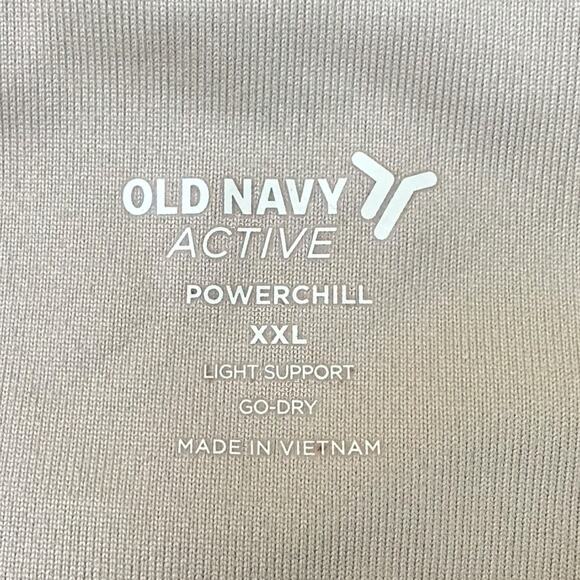 OLD NAVY
ACTIVE
POWERCHILL
XXL
LIGHT SUPPORT
GO-DRY
MADE IN VIETNAM